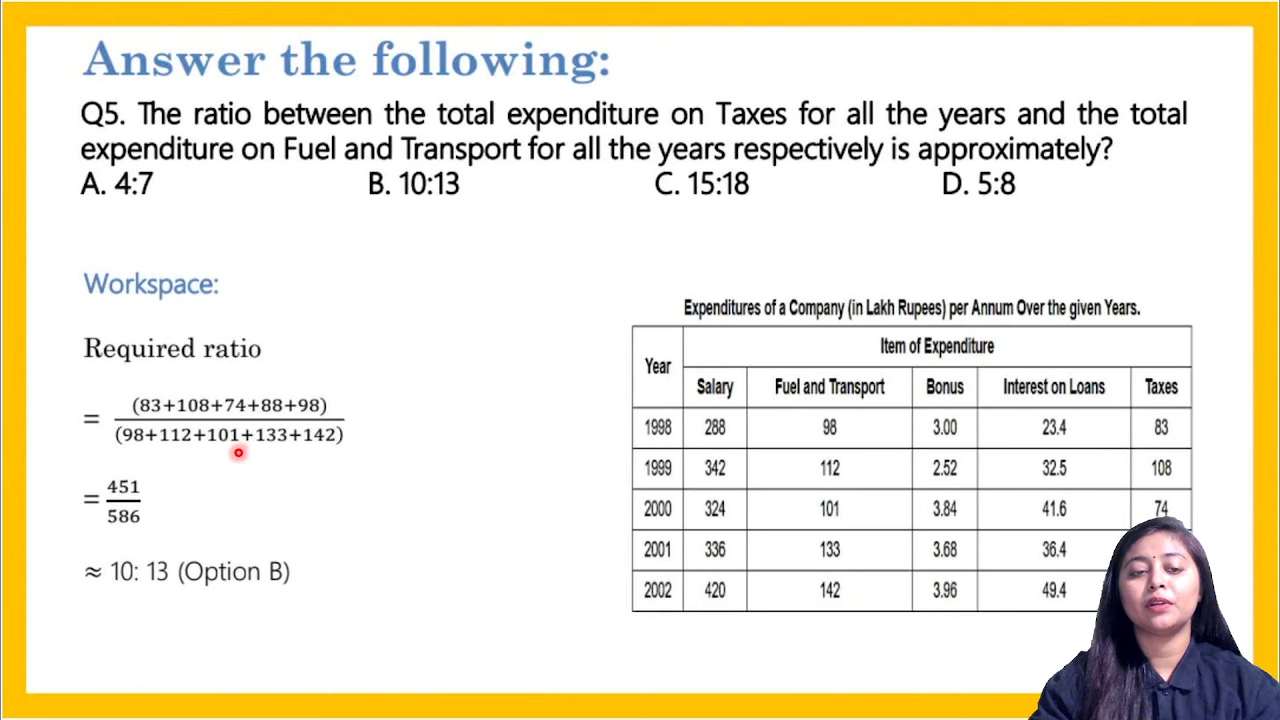 Answer the following:
Q5. The ratio between the total expenditure on Taxes for all the years and the total
expenditure on Fuel and Transport for all the years respectively is approximately?
A. 4:7 B. 10:13 C. 15:18 D. 5:8
Workspace:
Required ratio
= (83+108+74+88+98)
(98+112+101+133+142)
= 451
586
≈ 10: 13 (Option B)
Expenditures of a Company (in Lakh Rupees) per Annum Over the given Years.
Year Item of Expenditure
Salary Fuel and Transport Bonus Interest on Loans Taxes
1998 288 98 3.00 23.4 83
1999 342 112 2.52 32.5 108
2000 324 101 3.84 41.6 74
2001 336 133 3.68 36.4
2002 420 142 3.96 49.4